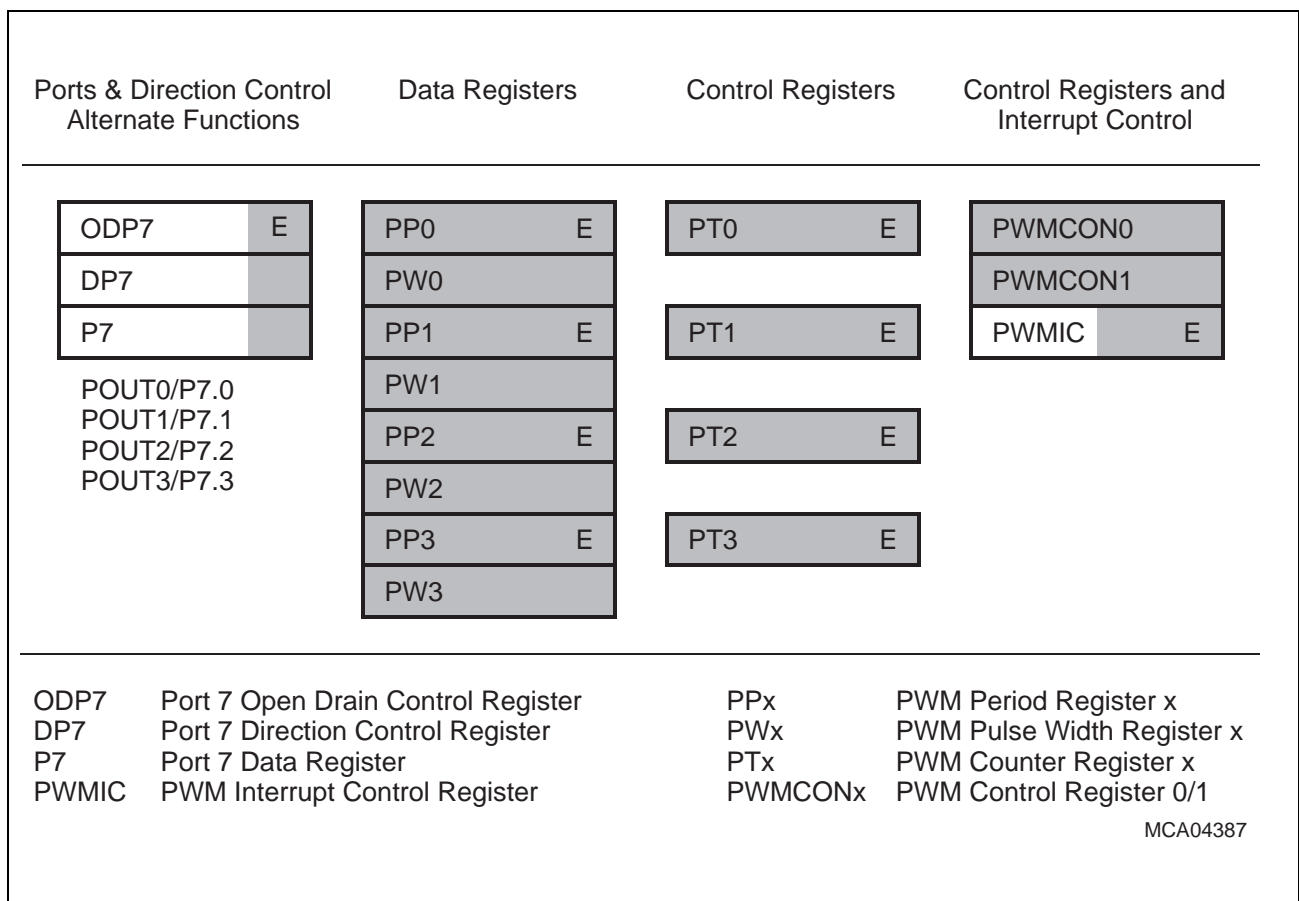 Ports & Direction Control
Alternate Functions
Data Registers
Control Registers
Control Registers and
Interrupt Control
ODP7 E
DP7
P7
POUT0/P7.0
POUT1/P7.1
POUT2/P7.2
POUT3/P7.3
PP0 E
PW0
PP1 E
PW1
PP2 E
PW2
PP3 E
PW3
PT0 E
PT1 E
PT2 E
PT3 E
PWMCON0
PWMCON1
PWMIC E
ODP7 Port 7 Open Drain Control Register
DP7 Port 7 Direction Control Register
P7 Port 7 Data Register
PWMIC PWM Interrupt Control Register
PPx PWM Period Register x
PWx PWM Pulse Width Register x
PTx PWM Counter Register x
PWMCONx PWM Control Register 0/1
MCA04387